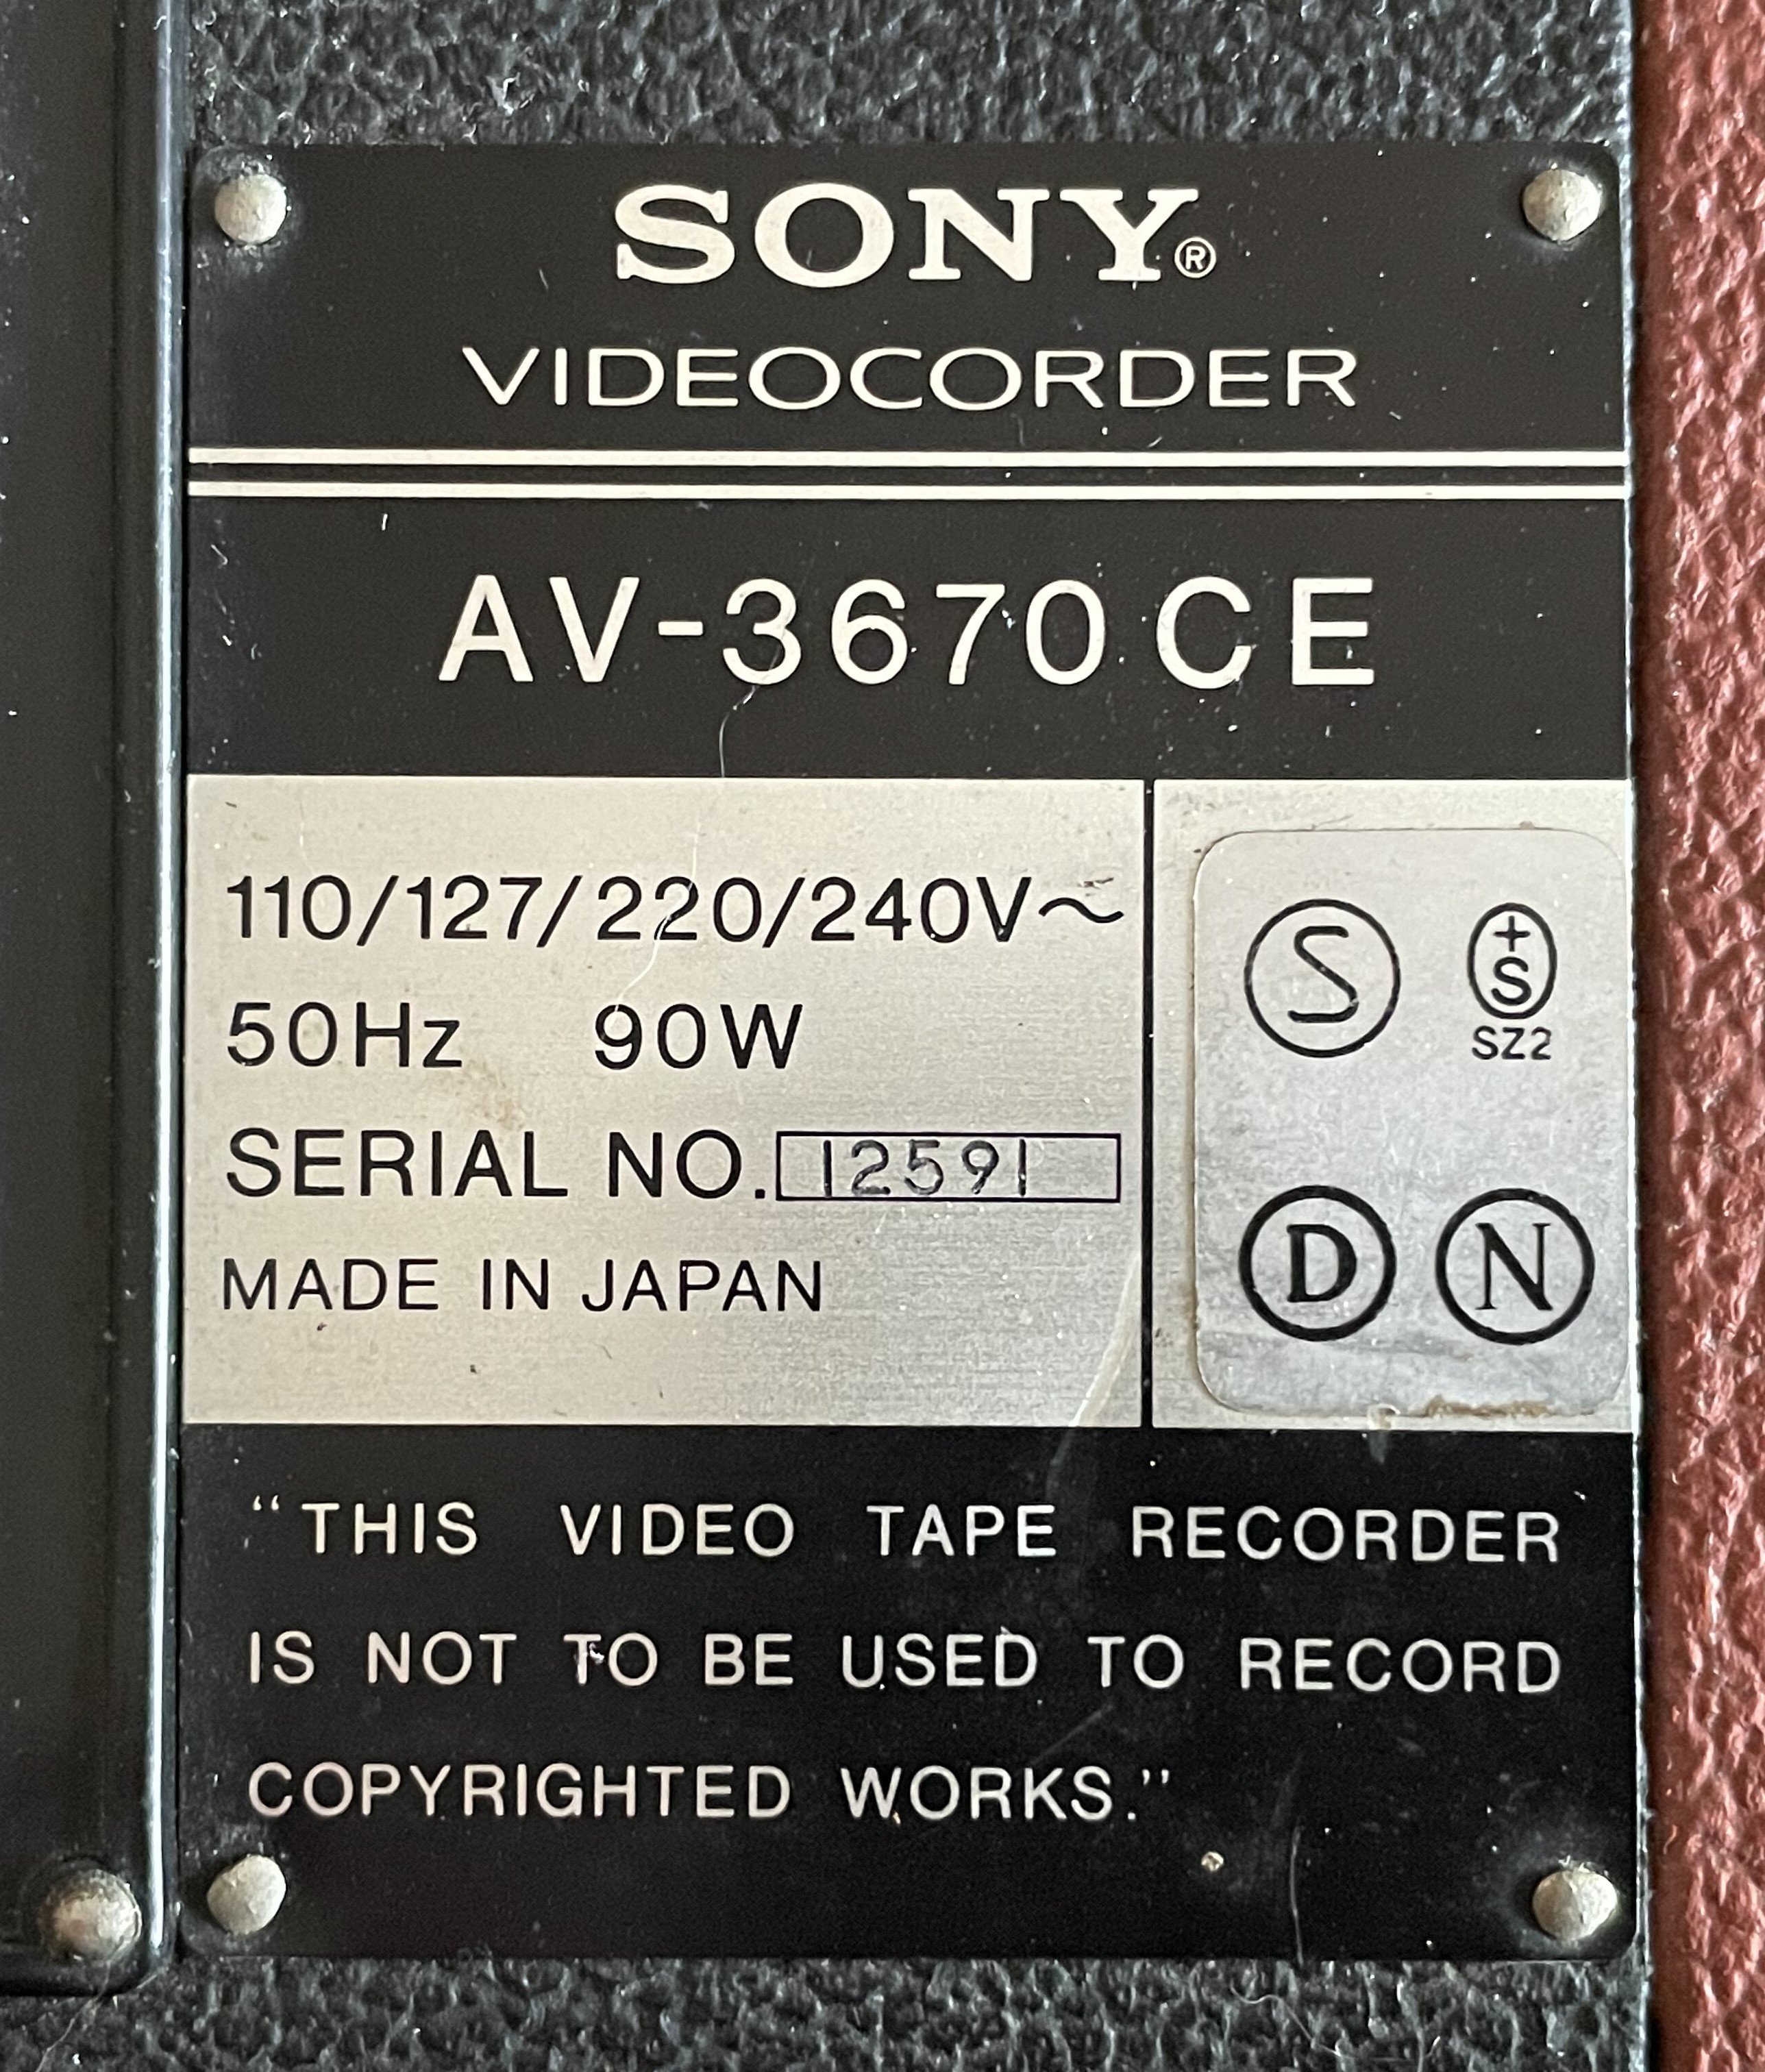 SONY®
VIDEOCORDER
AV-3670 CE
110/127/220/240V~
50Hz 90W
SERIAL NO. 12591
MADE IN JAPAN
S
+S
SZ2
D N
“THIS VIDEO TAPE RECORDER
IS NOT TO BE USED TO RECORD
COPYRIGHTED WORKS.”